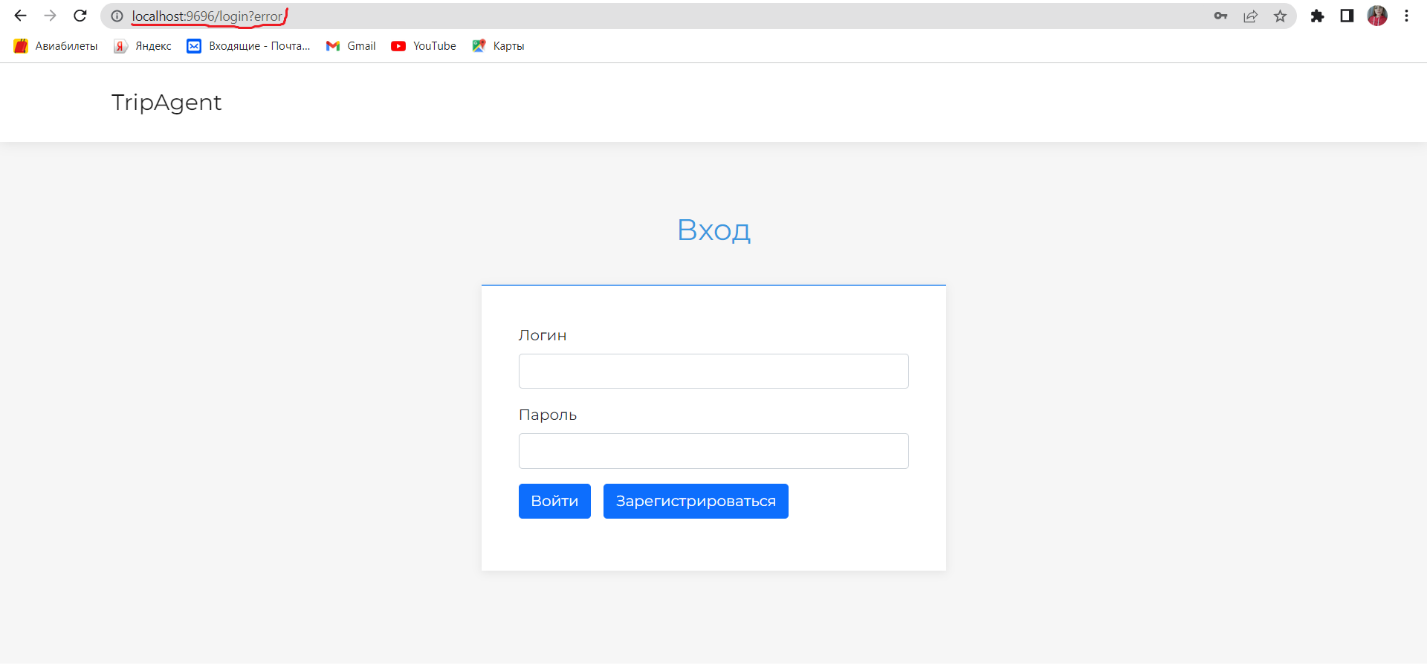 localhost:9696/login?error
Авиабилеты Яндекс Входящие - Почта... Gmail YouTube Карты
TripAgent
Вход
Логин
Пароль
Войти Зарегистрироваться